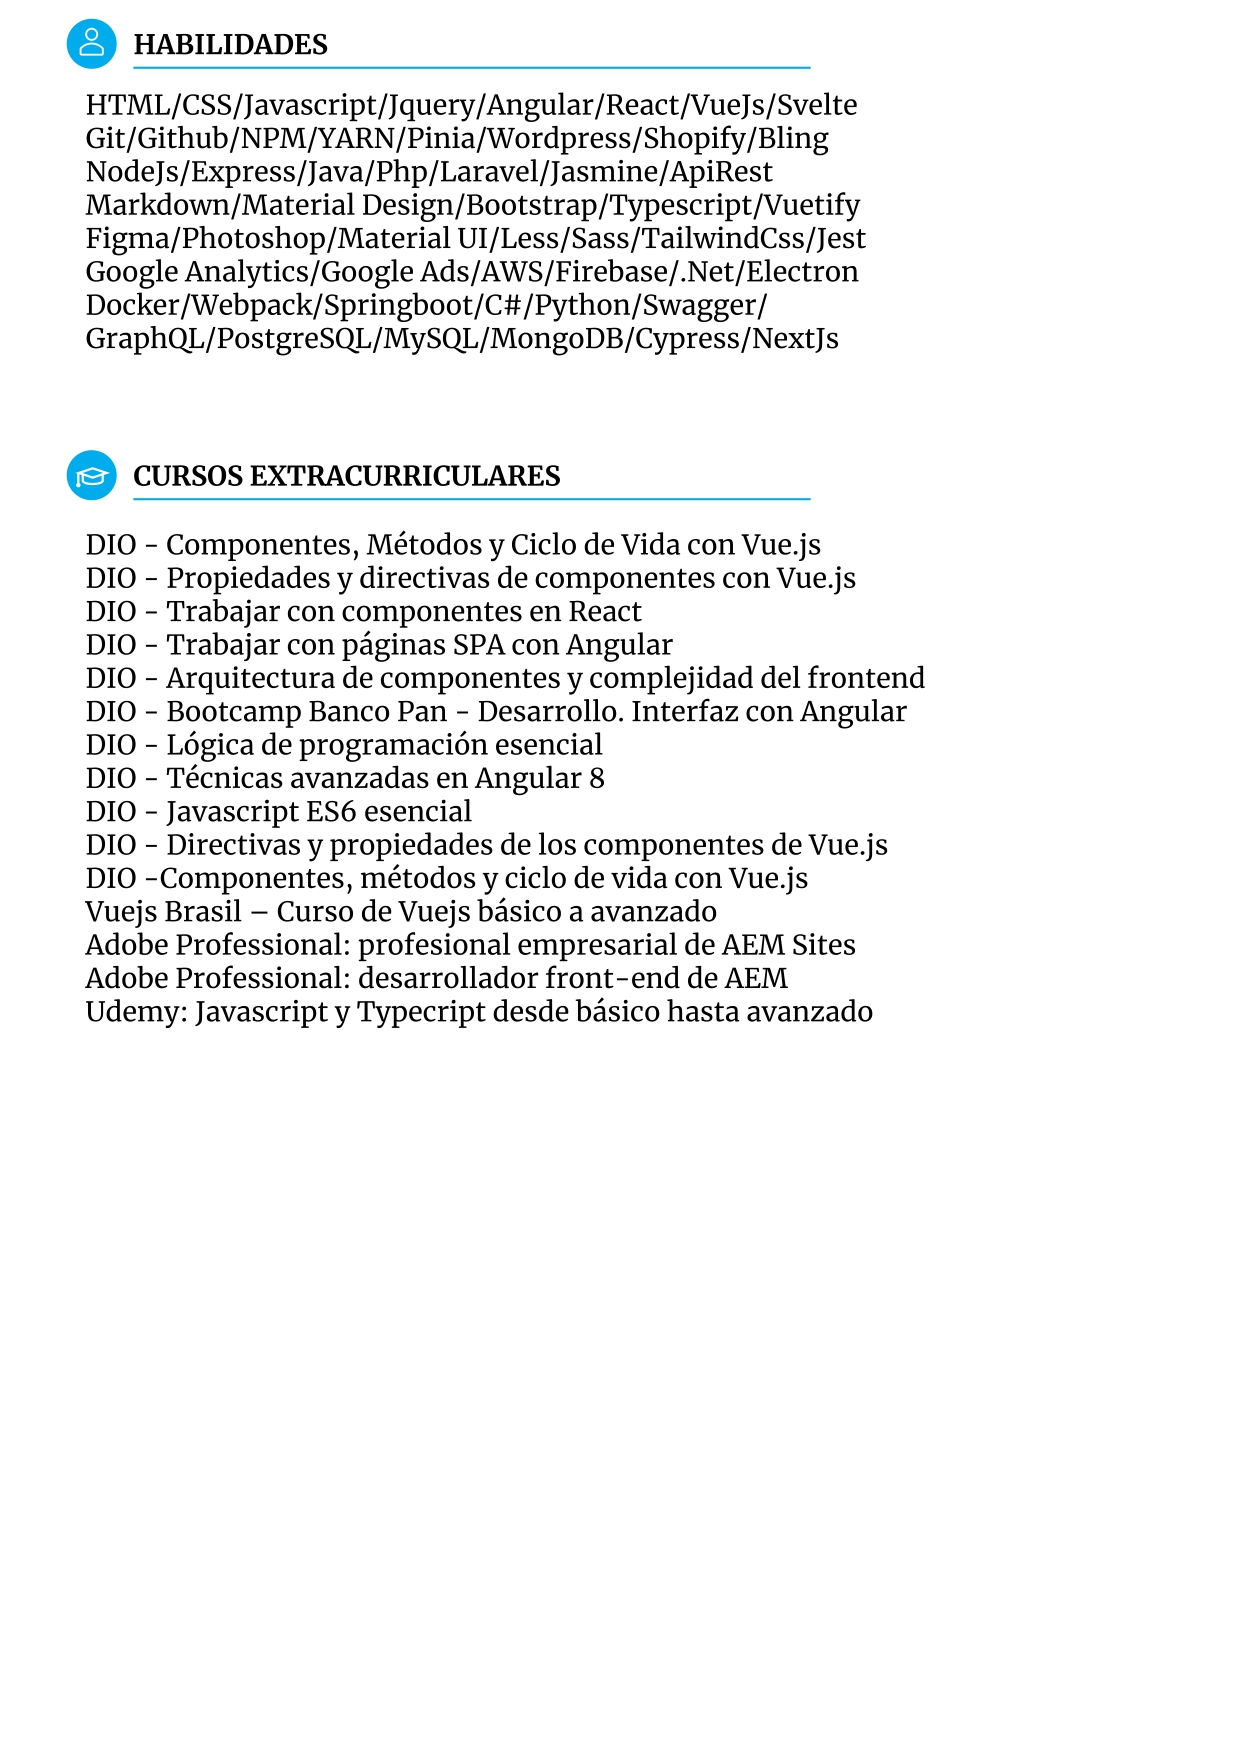 HABILIDADES
HTML/CSS/Javascript/Jquery/Angular/React/VueJs/Svelte
Git/Github/NPM/YARN/Pinia/Wordpress/Shopify/Bling
NodeJs/Express/Java/Php/Laravel/Jasmine/ApiRest
Markdown/Material Design/Bootstrap/Typescript/Vuetify
Figma/Photoshop/Material UI/Less/Sass/TailwindCss/Jest
Google Analytics/Google Ads/AWS/Firebase/.Net/Electron
Docker/Webpack/Springboot/C#/Python/Swagger/
GraphQL/PostgreSQL/MySQL/MongoDB/Cypress/NextJs
CURSOS EXTRACURRICULARES
DIO - Componentes, Métodos y Ciclo de Vida con Vue.js
DIO - Propiedades y directivas de componentes con Vue.js
DIO - Trabajar con componentes en React
DIO - Trabajar con páginas SPA con Angular
DIO - Arquitectura de componentes y complejidad del frontend
DIO - Bootcamp Banco Pan - Desarrollo. Interfaz con Angular
DIO - Lógica de programación esencial
DIO - Técnicas avanzadas en Angular 8
DIO - Javascript ES6 esencial
DIO - Directivas y propiedades de los componentes de Vue.js
DIO -Componentes, métodos y ciclo de vida con Vue.js
Vuejs Brasil – Curso de Vuejs básico a avanzado
Adobe Professional: profesional empresarial de AEM Sites
Adobe Professional: desarrollador front-end de AEM
Udemy: Javascript y Typecript desde básico hasta avanzado